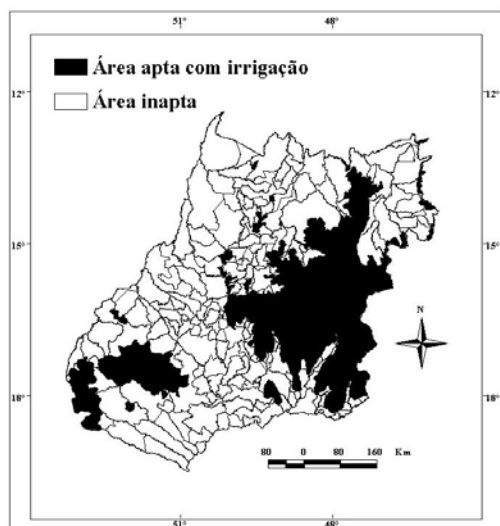 51° 48°
Área apta com irrigação
Área inapta
12° 12°
15° 15°
N
18° 18°
80 0 80 160 Km
51° 48°